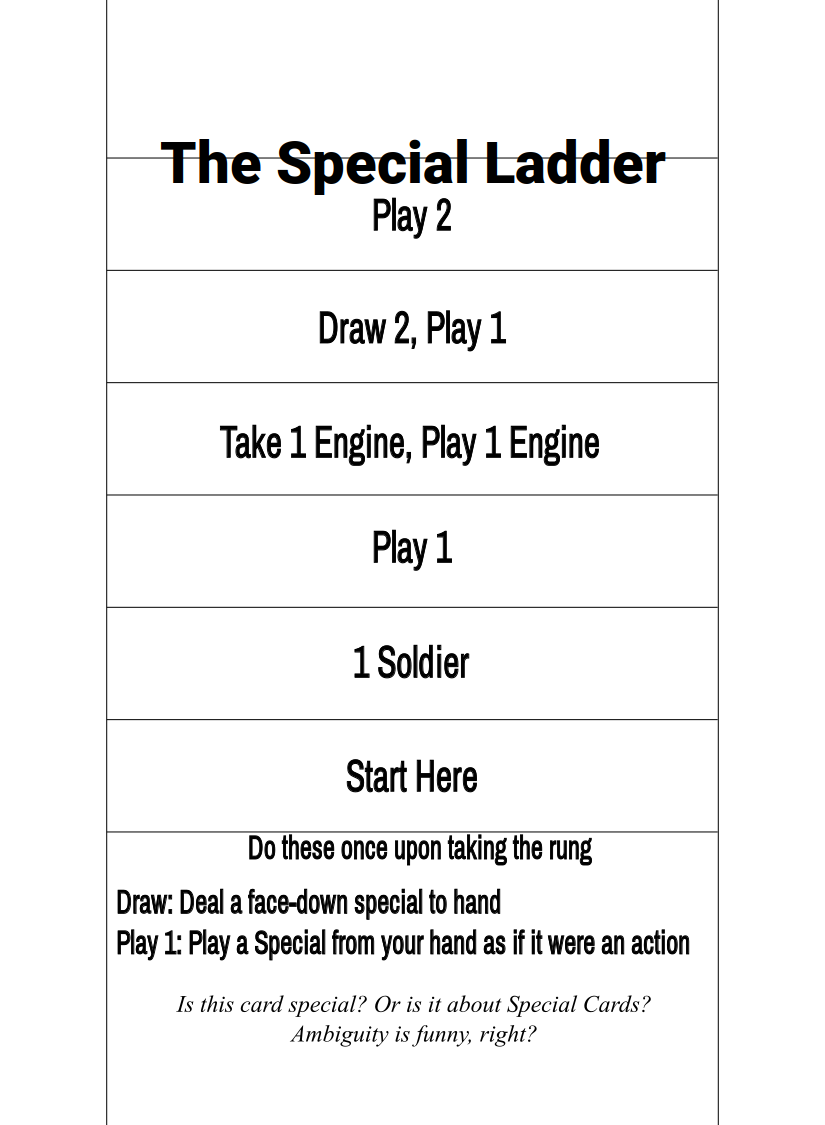 The Special Ladder
Play 2
Draw 2, Play 1
Take 1 Engine, Play 1 Engine
Play 1
1 Soldier
Start Here
Do these once upon taking the rung
Draw: Deal a face-down special to hand
Play 1: Play a Special from your hand as if it were an action
Is this card special? Or is it about Special Cards?
Ambiguity is funny, right?